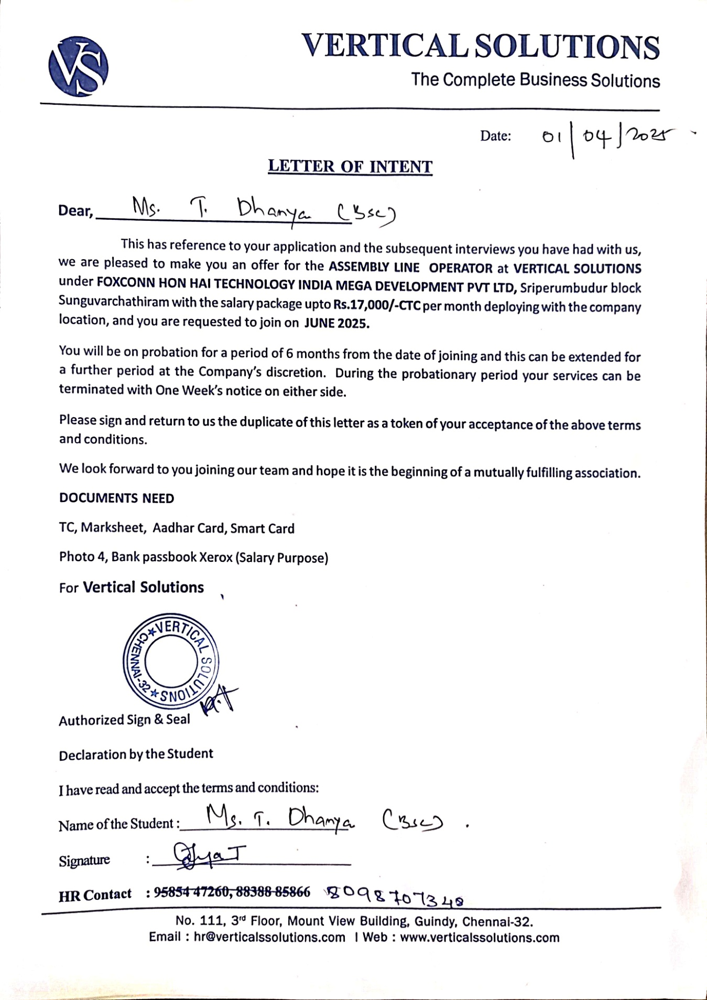 VS
VERTICAL SOLUTIONS
The Complete Business Solutions
Date: 01/04/2025
LETTER OF INTENT
Dear, Ms. T. Dhanya (Bsc)
This has reference to your application and the subsequent interviews you have had with us,
we are pleased to make you an offer for the ASSEMBLY LINE OPERATOR at VERTICAL SOLUTIONS
under FOXCONN HON HAI TECHNOLOGY INDIA MEGA DEVELOPMENT PVT LTD, Sriperumbudur block
Sunguvarchathiram with the salary package upto Rs.17,000/-CTC per month deploying with the company
location, and you are requested to join on JUNE 2025.
You will be on probation for a period of 6 months from the date of joining and this can be extended for
a further period at the Company's discretion. During the probationary period your services can be
terminated with One Week's notice on either side.
Please sign and return to us the duplicate of this letter as a token of your acceptance of the above terms
and conditions.
We look forward to you joining our team and hope it is the beginning of a mutually fulfilling association.
DOCUMENTS NEED
TC, Marksheet, Aadhar Card, Smart Card
Photo 4, Bank passbook Xerox (Salary Purpose)
For Vertical Solutions
★VERTICAL SOLUTIONS★CHENNAI-32
Authorized Sign & Seal
Declaration by the Student
I have read and accept the terms and conditions:
Name of the Student : Ms. T. Dhanya (Bsc) .
Signature :
HR Contact : 95854 47260, 88388 85866 8098707340
No. 111, 3rd Floor, Mount View Building, Guindy, Chennai-32.
Email : hr@verticalssolutions.com I Web : www.verticalssolutions.com